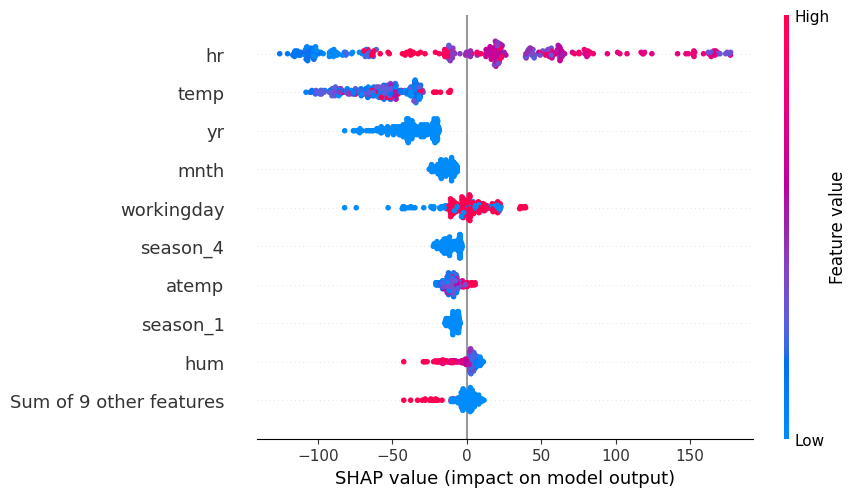 High
hr
temp
yr
mnth
workingday
season_4
atemp
season_1
hum
Sum of 9 other features
Low
Feature value
−100 −50 0 50 100 150
SHAP value (impact on model output)